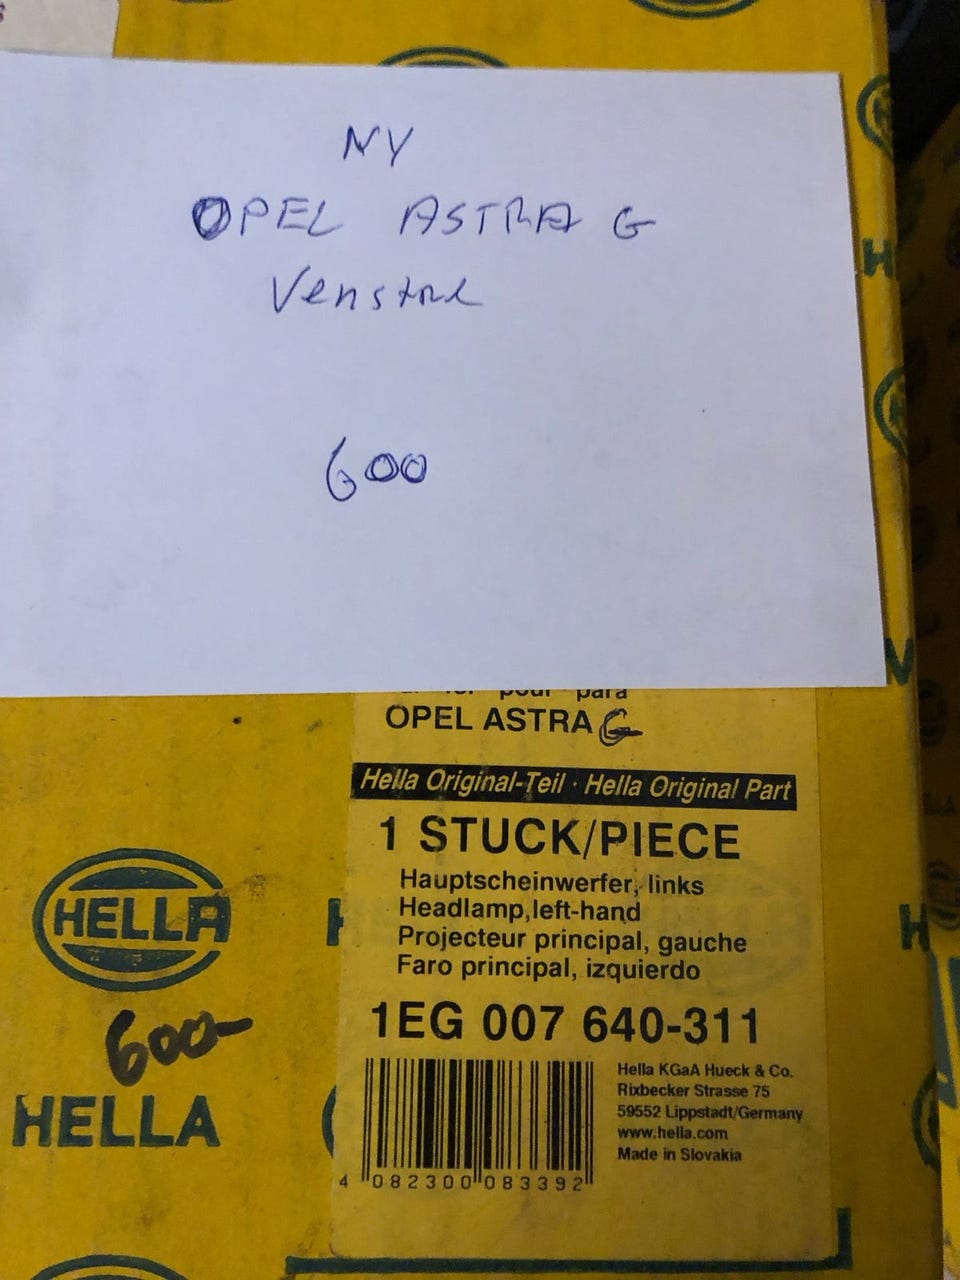 NY
OPEL ASTRA G
Venstre
600
pour para
OPEL ASTRA G
Hella Original-Teil · Hella Original Part
1 STUCK/PIECE
Hauptscheinwerfer, links
Headlamp,left-hand
Projecteur principal, gauche
Faro principal, izquierdo
1EG 007 640-311
HELLA
600-
HELLA
Hella KGaA Hueck & Co.
Rixbecker Strasse 75
59552 Lippstadt/Germany
www.hella.com
Made in Slovakia
4 082300 083392